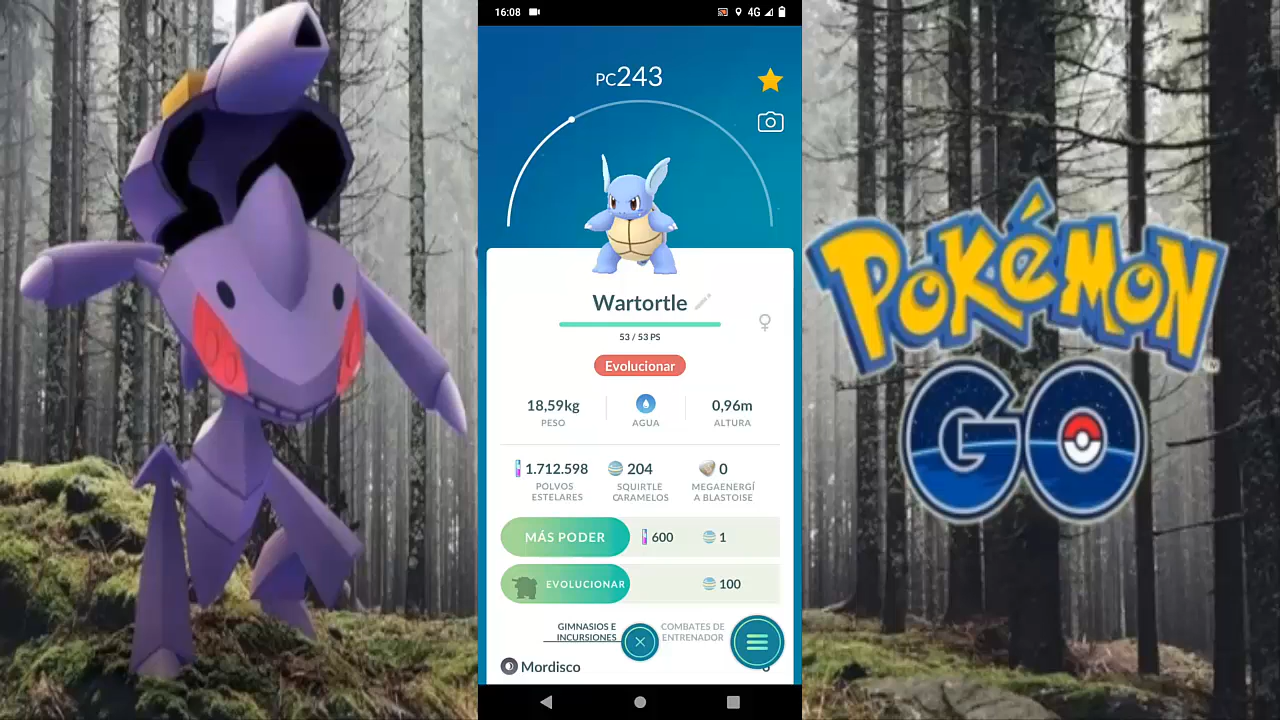 16:08
4G
PC243
Wartortle
53 / 53 PS
Evolucionar
18,59kg
PESO
AGUA
0,96m
ALTURA
1.712.598
POLVOS
ESTELARES
204
SQUIRTLE
CARAMELOS
0
MEGAENERGÍ
A BLASTOISE
MÁS PODER
600
1
EVOLUCIONAR
100
GIMNASIOS E
INCURSIONES
COMBATES DE
ENTRENADOR
Mordisco
POKÉMON
TM
GO